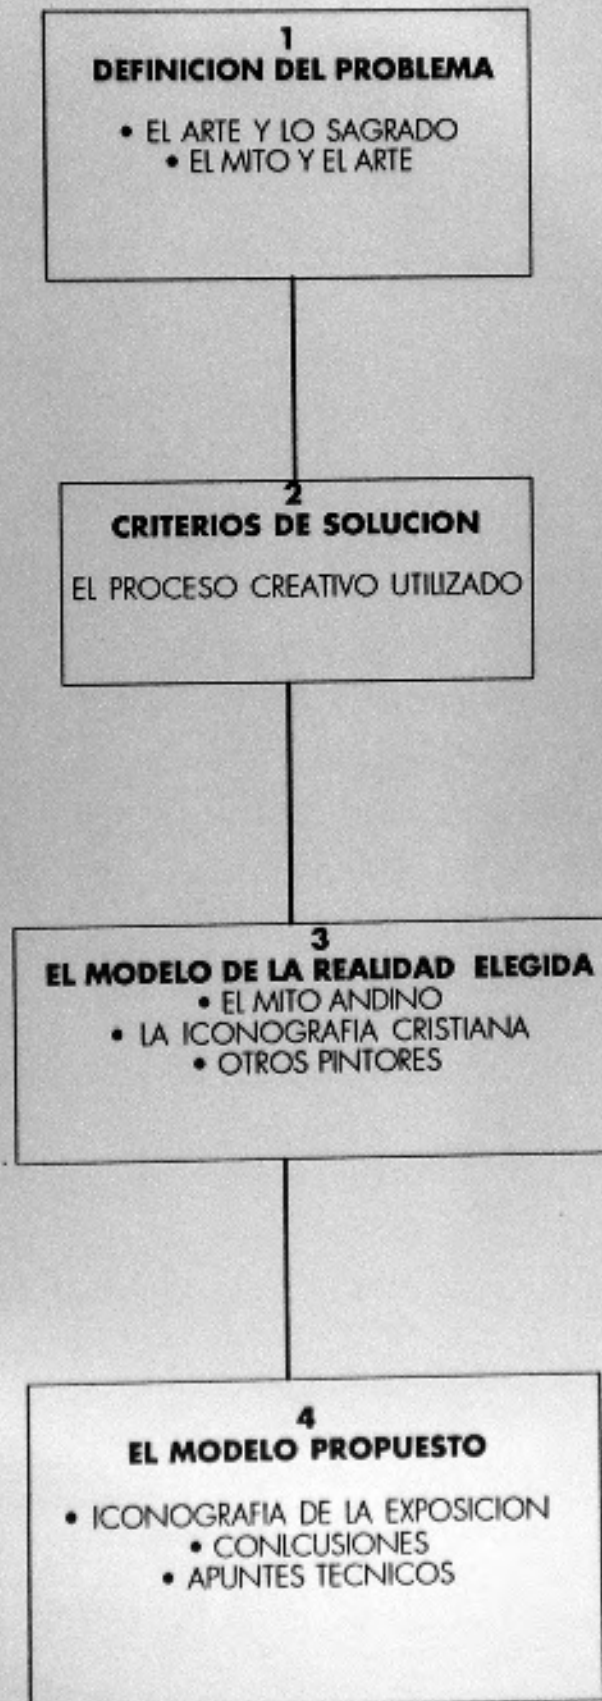 1
DEFINICION DEL PROBLEMA
• EL ARTE Y LO SAGRADO
• EL MITO Y EL ARTE
2
CRITERIOS DE SOLUCION
EL PROCESO CREATIVO UTILIZADO
3
EL MODELO DE LA REALIDAD ELEGIDA
• EL MITO ANDINO
• LA ICONOGRAFIA CRISTIANA
• OTROS PINTORES
4
EL MODELO PROPUESTO
• ICONOGRAFIA DE LA EXPOSICION
• CONLCUSIONES
• APUNTES TECNICOS